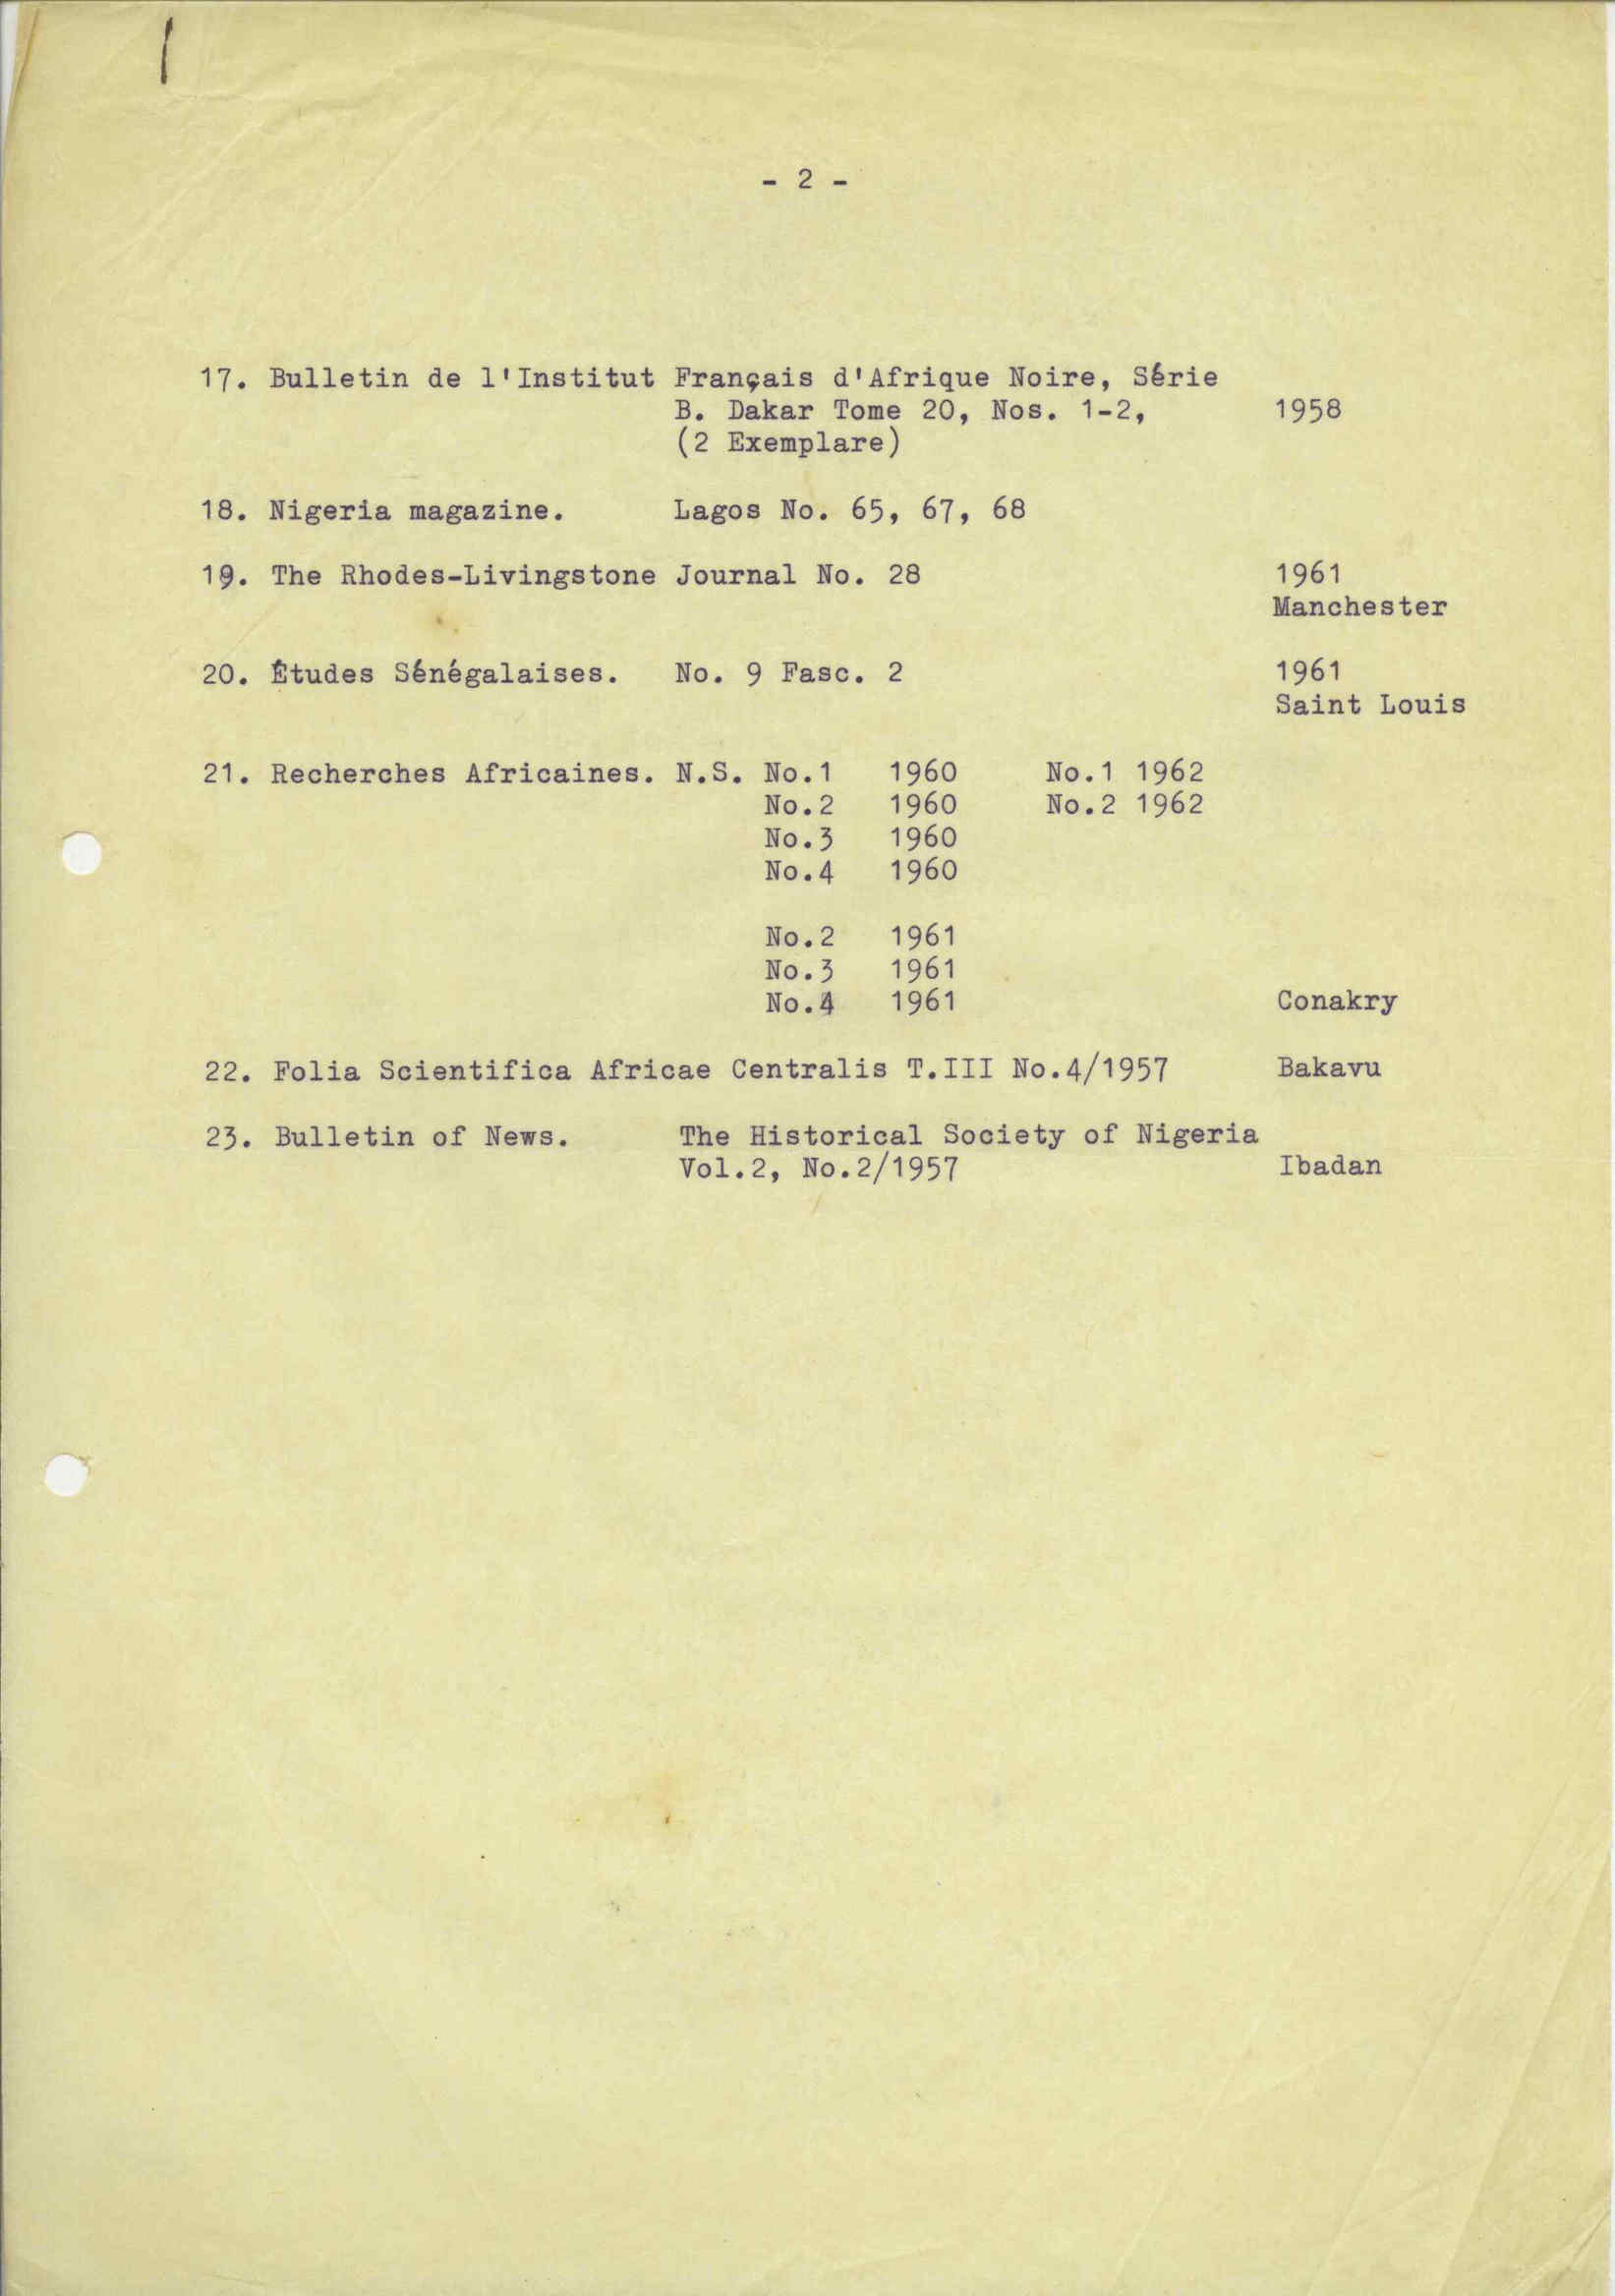 - 2 -
17. Bulletin de l'Institut Français d'Afrique Noire, Série
B. Dakar Tome 20, Nos. 1-2, 1958
(2 Exemplare)
18. Nigeria magazine. Lagos No. 65, 67, 68
19. The Rhodes-Livingstone Journal No. 28 1961
Manchester
20. Études Sénégalaises. No. 9 Fasc. 2 1961
Saint Louis
21. Recherches Africaines. N.S. No.1 1960 No.1 1962
No.2 1960 No.2 1962
No.3 1960
No.4 1960
No.2 1961
No.3 1961
No.4 1961 Conakry
22. Folia Scientifica Africae Centralis T.III No.4/1957 Bakavu
23. Bulletin of News. The Historical Society of Nigeria
Vol.2, No.2/1957 Ibadan